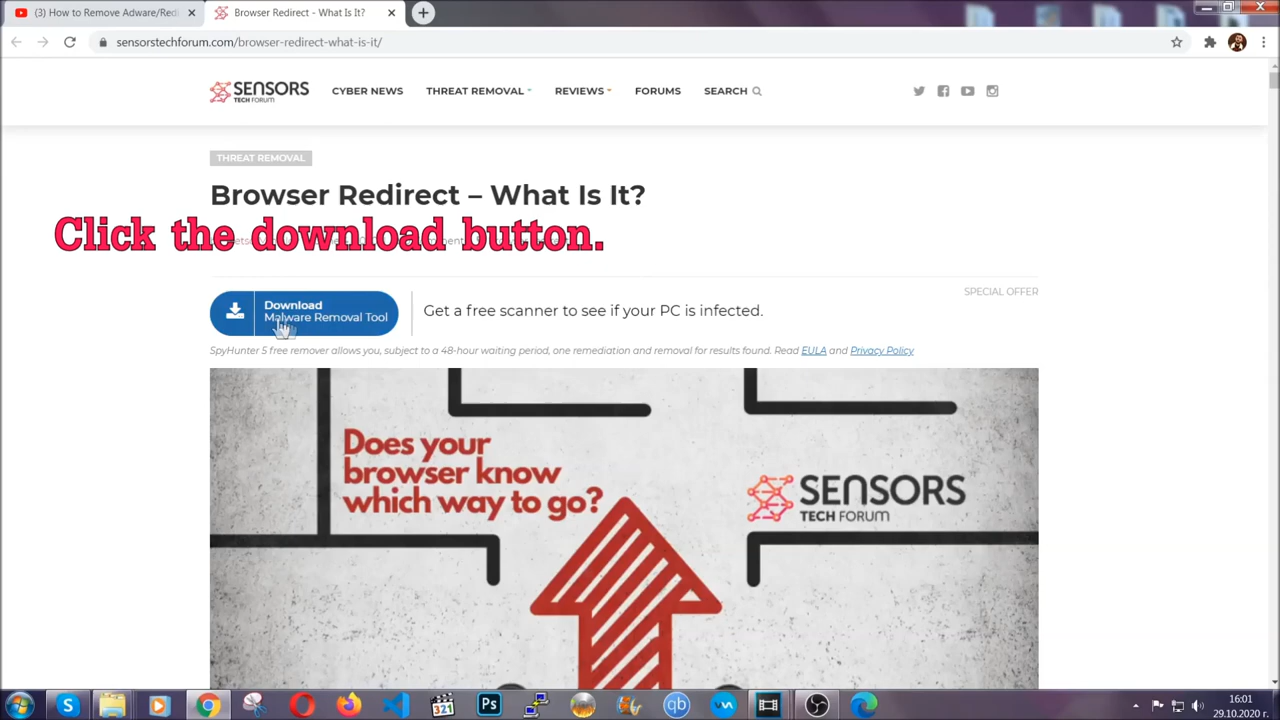 (3) How to Remove Adware/Redi
Browser Redirect – What Is It?
sensorstechforum.com/browser-redirect-what-is-it/
SENSORS
TECH FORUM
CYBER NEWS
THREAT REMOVAL
REVIEWS
FORUMS
SEARCH
THREAT REMOVAL
Browser Redirect – What Is It?
Click the download button.
SPECIAL OFFER
Download
Malware Removal Tool
Get a free scanner to see if your PC is infected.
SpyHunter 5 free remover allows you, subject to a 48-hour waiting period, one remediation and removal for results found. Read EULA and Privacy Policy
Does your
browser know
which way to go?
SENSORS
TECH FORUM
321
Ps
qb
16:01
29.10.2020 г.